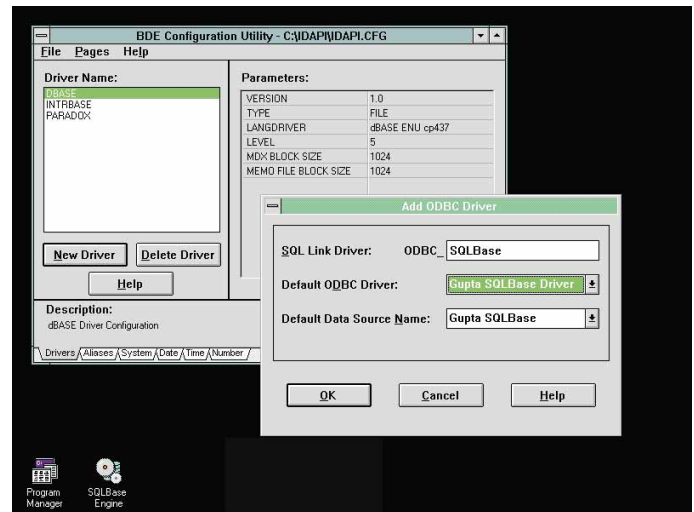 BDE Configuration Utility - C:\IDAPI\IDAPI.CFG
File Pages Help
Driver Name:
DBASE
INTRBASE
PARADOX
New Driver
Delete Driver
Help
Parameters:
VERSION 1.0
TYPE FILE
LANGDRIVER dBASE ENU cp437
LEVEL 5
MDX BLOCK SIZE 1024
MEMO FILE BLOCK SIZE 1024
Description:
dBASE Driver Configuration
Drivers Aliases System Date Time Number
Add ODBC Driver
SQL Link Driver: ODBC_ SQLBase
Default ODBC Driver: Gupta SQLBase Driver
Default Data Source Name: Gupta SQLBase
OK Cancel Help
Program Manager
SQLBase Engine